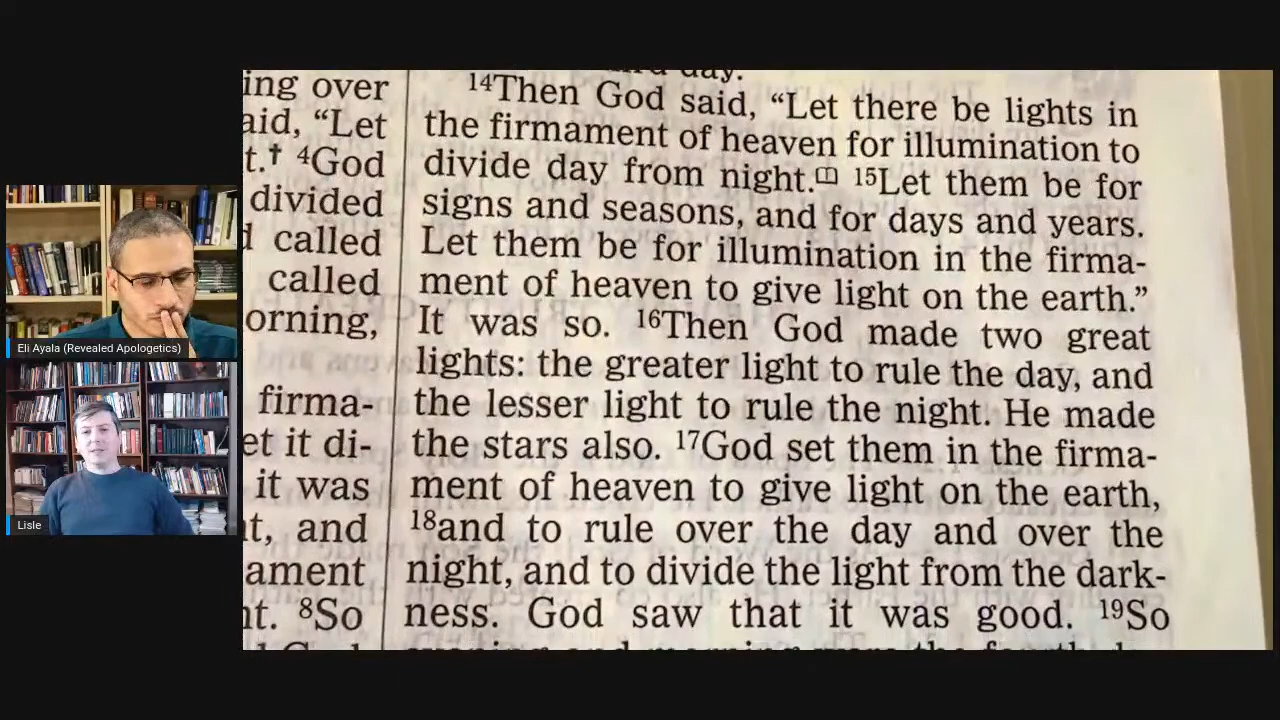 Eli Ayala (Revealed Apologetics)
Lisle
ing over
aid, “Let
t.† ⁴God
divided
called
called
orning,
firma-
et it di-
it was
t, and
ament
t. ⁸So
day.
¹⁴Then God said, “Let there be lights in
the firmament of heaven for illumination to
divide day from night. ¹⁵Let them be for
signs and seasons, and for days and years.
Let them be for illumination in the firma-
ment of heaven to give light on the earth.”
It was so. ¹⁶Then God made two great
lights: the greater light to rule the day, and
the lesser light to rule the night. He made
the stars also. ¹⁷God set them in the firma-
ment of heaven to give light on the earth,
¹⁸and to rule over the day and over the
night, and to divide the light from the dark-
ness. God saw that it was good. ¹⁹So
evening and morning were the fourth